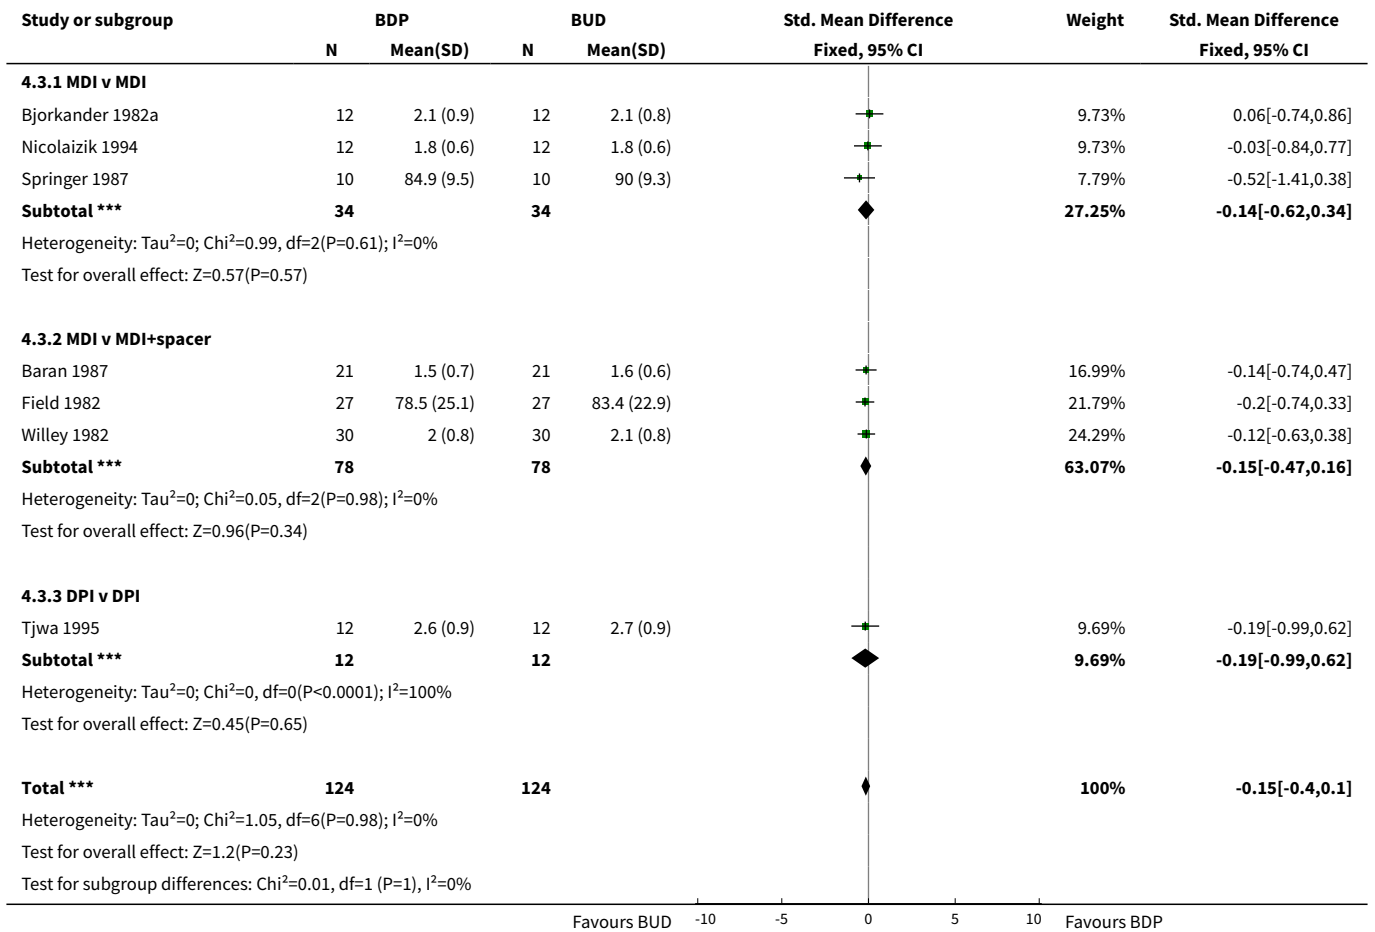 Study or subgroup BDP BUD Std. Mean Difference Weight Std. Mean Difference
N Mean(SD) N Mean(SD) Fixed, 95% CI Fixed, 95% CI
4.3.1 MDI v MDI
Bjorkander 1982a 12 2.1 (0.9) 12 2.1 (0.8) 9.73% 0.06[-0.74,0.86]
Nicolaizik 1994 12 1.8 (0.6) 12 1.8 (0.6) 9.73% -0.03[-0.84,0.77]
Springer 1987 10 84.9 (9.5) 10 90 (9.3) 7.79% -0.52[-1.41,0.38]
Subtotal *** 34 34 27.25% -0.14[-0.62,0.34]
Heterogeneity: Tau²=0; Chi²=0.99, df=2(P=0.61); I²=0%
Test for overall effect: Z=0.57(P=0.57)
4.3.2 MDI v MDI+spacer
Baran 1987 21 1.5 (0.7) 21 1.6 (0.6) 16.99% -0.14[-0.74,0.47]
Field 1982 27 78.5 (25.1) 27 83.4 (22.9) 21.79% -0.2[-0.74,0.33]
Willey 1982 30 2 (0.8) 30 2.1 (0.8) 24.29% -0.12[-0.63,0.38]
Subtotal *** 78 78 63.07% -0.15[-0.47,0.16]
Heterogeneity: Tau²=0; Chi²=0.05, df=2(P=0.98); I²=0%
Test for overall effect: Z=0.96(P=0.34)
4.3.3 DPI v DPI
Tjwa 1995 12 2.6 (0.9) 12 2.7 (0.9) 9.69% -0.19[-0.99,0.62]
Subtotal *** 12 12 9.69% -0.19[-0.99,0.62]
Heterogeneity: Tau²=0; Chi²=0, df=0(P<0.0001); I²=100%
Test for overall effect: Z=0.45(P=0.65)
Total *** 124 124 100% -0.15[-0.4,0.1]
Heterogeneity: Tau²=0; Chi²=1.05, df=6(P=0.98); I²=0%
Test for overall effect: Z=1.2(P=0.23)
Test for subgroup differences: Chi²=0.01, df=1 (P=1), I²=0%
Favours BUD -10 -5 0 5 10 Favours BDP